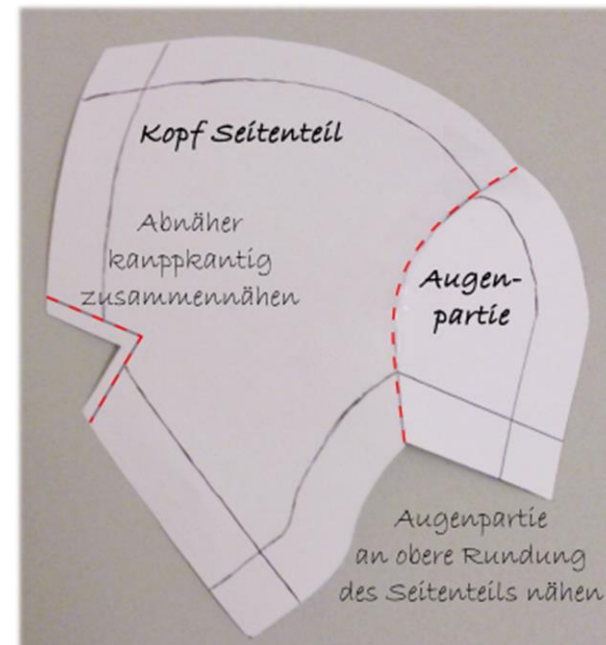 Kopf Seitenteil
Abnäher
kanppkantig
zusammennähen
Augen-
partie
Augenpartie
an obere Rundung
des Seitenteils nähen